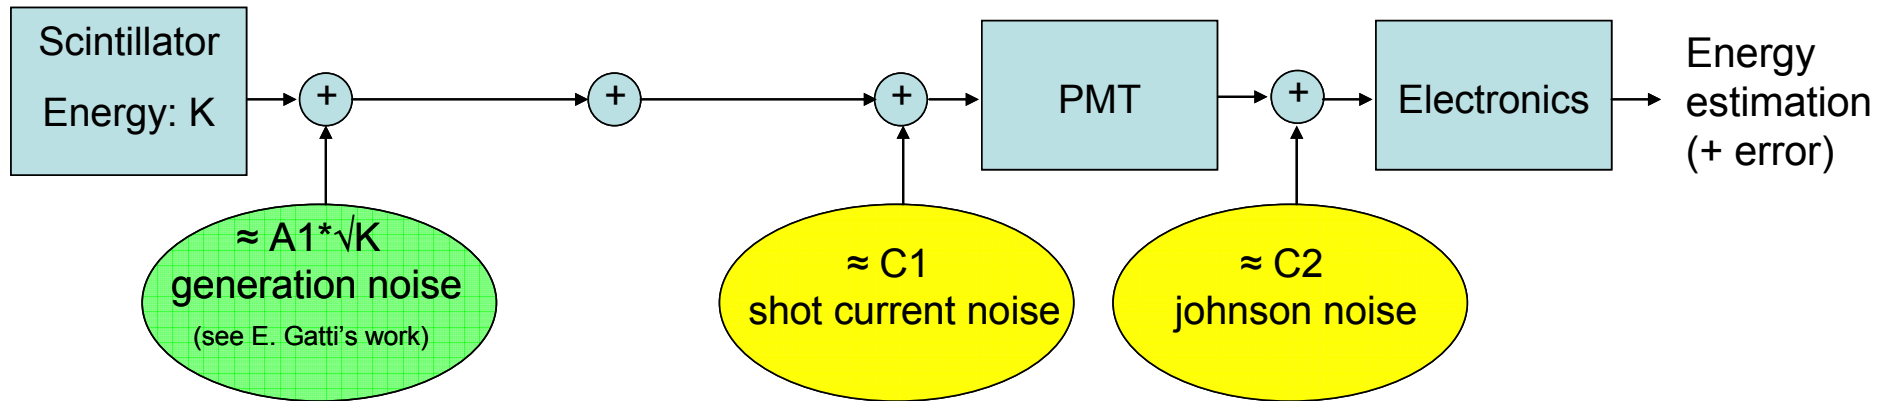 Scintillator
Energy: K
+
+
+
PMT
+
Electronics
Energy
estimation
(+ error)
≈ A1*√K
generation noise
(see E. Gatti's work)
≈ C1
shot current noise
≈ C2
johnson noise